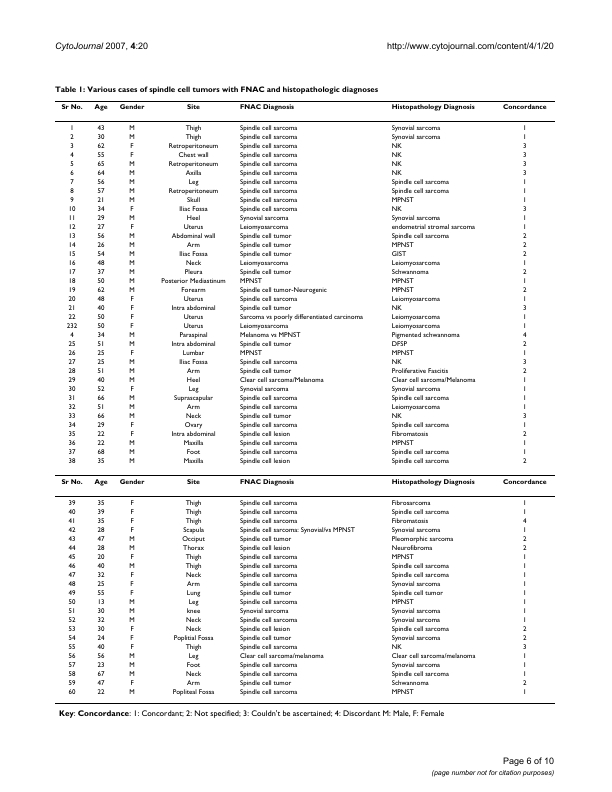 CytoJournal 2007, 4:20 http://www.cytojournal.com/content/4/1/20
Table 1: Various cases of spindle cell tumors with FNAC and histopathologic diagnoses
Sr No. Age Gender Site FNAC Diagnosis Histopathology Diagnosis Concordance
1 43 M Thigh Spindle cell sarcoma Synovial sarcoma 1
2 30 M Thigh Spindle cell sarcoma Synovial sarcoma 1
3 62 F Retroperitoneum Spindle cell sarcoma NK 3
4 55 F Chest wall Spindle cell sarcoma NK 3
5 65 M Retroperitoneum Spindle cell sarcoma NK 3
6 64 M Axilla Spindle cell sarcoma NK 3
7 56 M Leg Spindle cell sarcoma Spindle cell sarcoma 1
8 57 M Retroperitoneum Spindle cell sarcoma Spindle cell sarcoma 1
9 21 M Skull Spindle cell sarcoma MPNST 1
10 34 F Iliac Fossa Spindle cell sarcoma NK 3
11 29 M Heel Synovial sarcoma Synovial sarcoma 1
12 27 F Uterus Leiomyosarcoma endometrial stromal sarcoma 1
13 56 M Abdominal wall Spindle cell tumor Spindle cell sarcoma 2
14 26 M Arm Spindle cell tumor MPNST 2
15 54 M Iliac Fossa Spindle cell tumor GIST 2
16 48 M Neck Leiomyosarcoma Leiomyosarcoma 1
17 37 M Pleura Spindle cell tumor Schwannoma 2
18 50 M Posterior Mediastinum MPNST MPNST 1
19 62 M Forearm Spindle cell tumor-Neurogenic MPNST 2
20 48 F Uterus Spindle cell sarcoma Leiomyosarcoma 1
21 40 F Intra abdominal Spindle cell tumor NK 3
22 50 F Uterus Sarcoma vs poorly differentiated carcinoma Leiomyosarcoma 1
232 50 F Uterus Leiomyosarcoma Leiomyosarcoma 1
4 34 M Paraspinal Melanoma vs MPNST Pigmented schwannoma 4
25 51 M Intra abdominal Spindle cell tumor DFSP 2
26 25 F Lumbar MPNST MPNST 1
27 25 M Iliac Fossa Spindle cell sarcoma NK 3
28 51 M Arm Spindle cell tumor Proliferative Fascitis 2
29 40 M Heel Clear cell sarcoma/Melanoma Clear cell sarcoma/Melanoma 1
30 52 F Leg Synovial sarcoma Synovial sarcoma 1
31 66 M Suprascapular Spindle cell sarcoma Spindle cell sarcoma 1
32 51 M Arm Spindle cell sarcoma Leiomyosarcoma 1
33 66 M Neck Spindle cell tumor NK 3
34 29 F Ovary Spindle cell sarcoma Spindle cell sarcoma 1
35 22 F Intra abdominal Spindle cell lesion Fibromatosis 2
36 22 M Maxilla Spindle cell sarcoma MPNST 1
37 68 M Foot Spindle cell sarcoma Spindle cell sarcoma 1
38 35 M Maxilla Spindle cell lesion Spindle cell sarcoma 2
Sr No. Age Gender Site FNAC Diagnosis Histopathology Diagnosis Concordance
39 35 F Thigh Spindle cell sarcoma Fibrosarcoma 1
40 39 F Thigh Spindle cell sarcoma Spindle cell sarcoma 1
41 35 F Thigh Spindle cell sarcoma Fibromatosis 4
42 28 F Scapula Spindle cell sarcoma: Synovial/vs MPNST Synovial sarcoma 1
43 47 M Occiput Spindle cell tumor Pleomorphic sarcoma 2
44 28 M Thorax Spindle cell lesion Neurofibroma 2
45 20 F Thigh Spindle cell sarcoma MPNST 1
46 40 M Thigh Spindle cell sarcoma Spindle cell sarcoma 1
47 32 F Neck Spindle cell sarcoma Spindle cell sarcoma 1
48 25 F Arm Spindle cell sarcoma Synovial sarcoma 1
49 55 F Lung Spindle cell tumor Spindle cell tumor 1
50 13 M Leg Spindle cell sarcoma MPNST 1
51 30 M knee Synovial sarcoma Synovial sarcoma 1
52 32 M Neck Spindle cell sarcoma Spindle cell sarcoma 1
53 30 F Neck Spindle cell lesion Spindle cell sarcoma 2
54 24 F Poplitial Fossa Spindle cell tumor Synovial sarcoma 2
55 40 F Thigh Spindle cell sarcoma NK 3
56 56 M Leg Clear cell sarcoma/melanoma Clear cell sarcoma/melanoma 1
57 23 M Foot Spindle cell sarcoma Synovial sarcoma 1
58 67 M Neck Spindle cell sarcoma Spindle cell sarcoma 1
59 47 F Arm Spindle cell tumor Schwannoma 2
60 22 M Popliteal Fossa Spindle cell sarcoma MPNST 1
Key: Concordance: 1: Concordant; 2: Not specified; 3: Couldn't be ascertained; 4: Discordant M: Male, F: Female
Page 6 of 10
(page number not for citation purposes)